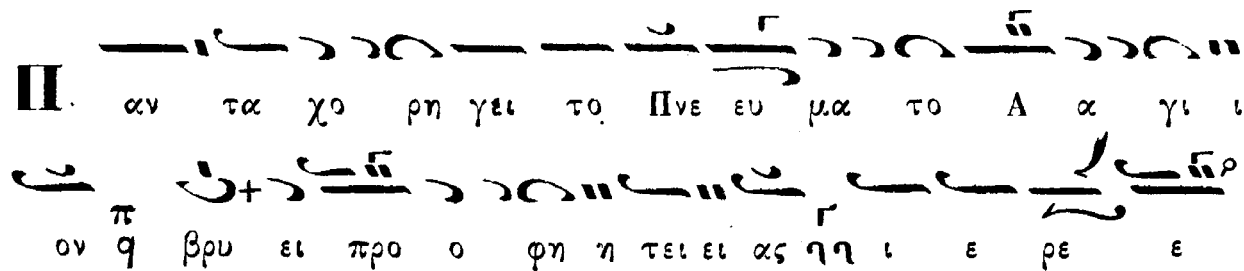 Π. αν τα χο ρη γει το Πνε ευ μα το Α α γι ι
ον π q βρυ ει προ ο φη η τει ει ας ηη ι ε ρε ε